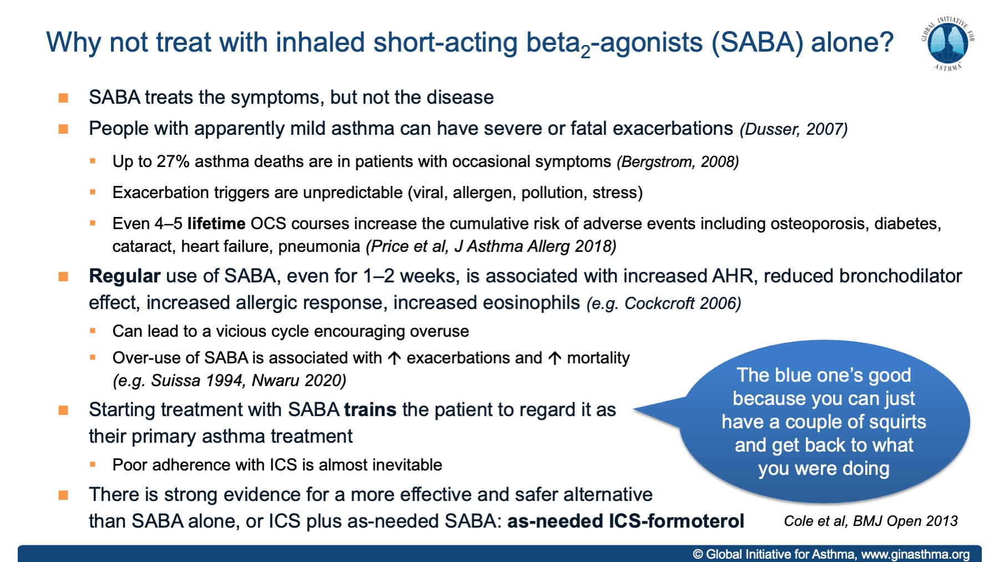 Why not treat with inhaled short-acting beta2-agonists (SABA) alone?
GLOBAL INITIATIVE FOR
ASTHMA
■ SABA treats the symptoms, but not the disease
■ People with apparently mild asthma can have severe or fatal exacerbations (Dusser, 2007)
▪ Up to 27% asthma deaths are in patients with occasional symptoms (Bergstrom, 2008)
▪ Exacerbation triggers are unpredictable (viral, allergen, pollution, stress)
▪ Even 4–5 lifetime OCS courses increase the cumulative risk of adverse events including osteoporosis, diabetes,
cataract, heart failure, pneumonia (Price et al, J Asthma Allerg 2018)
■ Regular use of SABA, even for 1–2 weeks, is associated with increased AHR, reduced bronchodilator
effect, increased allergic response, increased eosinophils (e.g. Cockcroft 2006)
▪ Can lead to a vicious cycle encouraging overuse
▪ Over-use of SABA is associated with ↑ exacerbations and ↑ mortality
(e.g. Suissa 1994, Nwaru 2020)
■ Starting treatment with SABA trains the patient to regard it as
their primary asthma treatment
▪ Poor adherence with ICS is almost inevitable
■ There is strong evidence for a more effective and safer alternative
than SABA alone, or ICS plus as-needed SABA: as-needed ICS-formoterol
The blue one's good
because you can just
have a couple of squirts
and get back to what
you were doing
Cole et al, BMJ Open 2013
© Global Initiative for Asthma, www.ginasthma.org